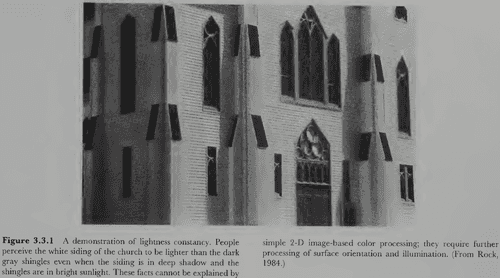 Figure 3.3.1 A demonstration of lightness constancy. People
perceive the white siding of the church to be lighter than the dark
gray shingles even when the siding is in deep shadow and the
shingles are in bright sunlight. These facts cannot be explained by
simple 2-D image-based color processing; they require further
processing of surface orientation and illumination. (From Rock,
1984.)